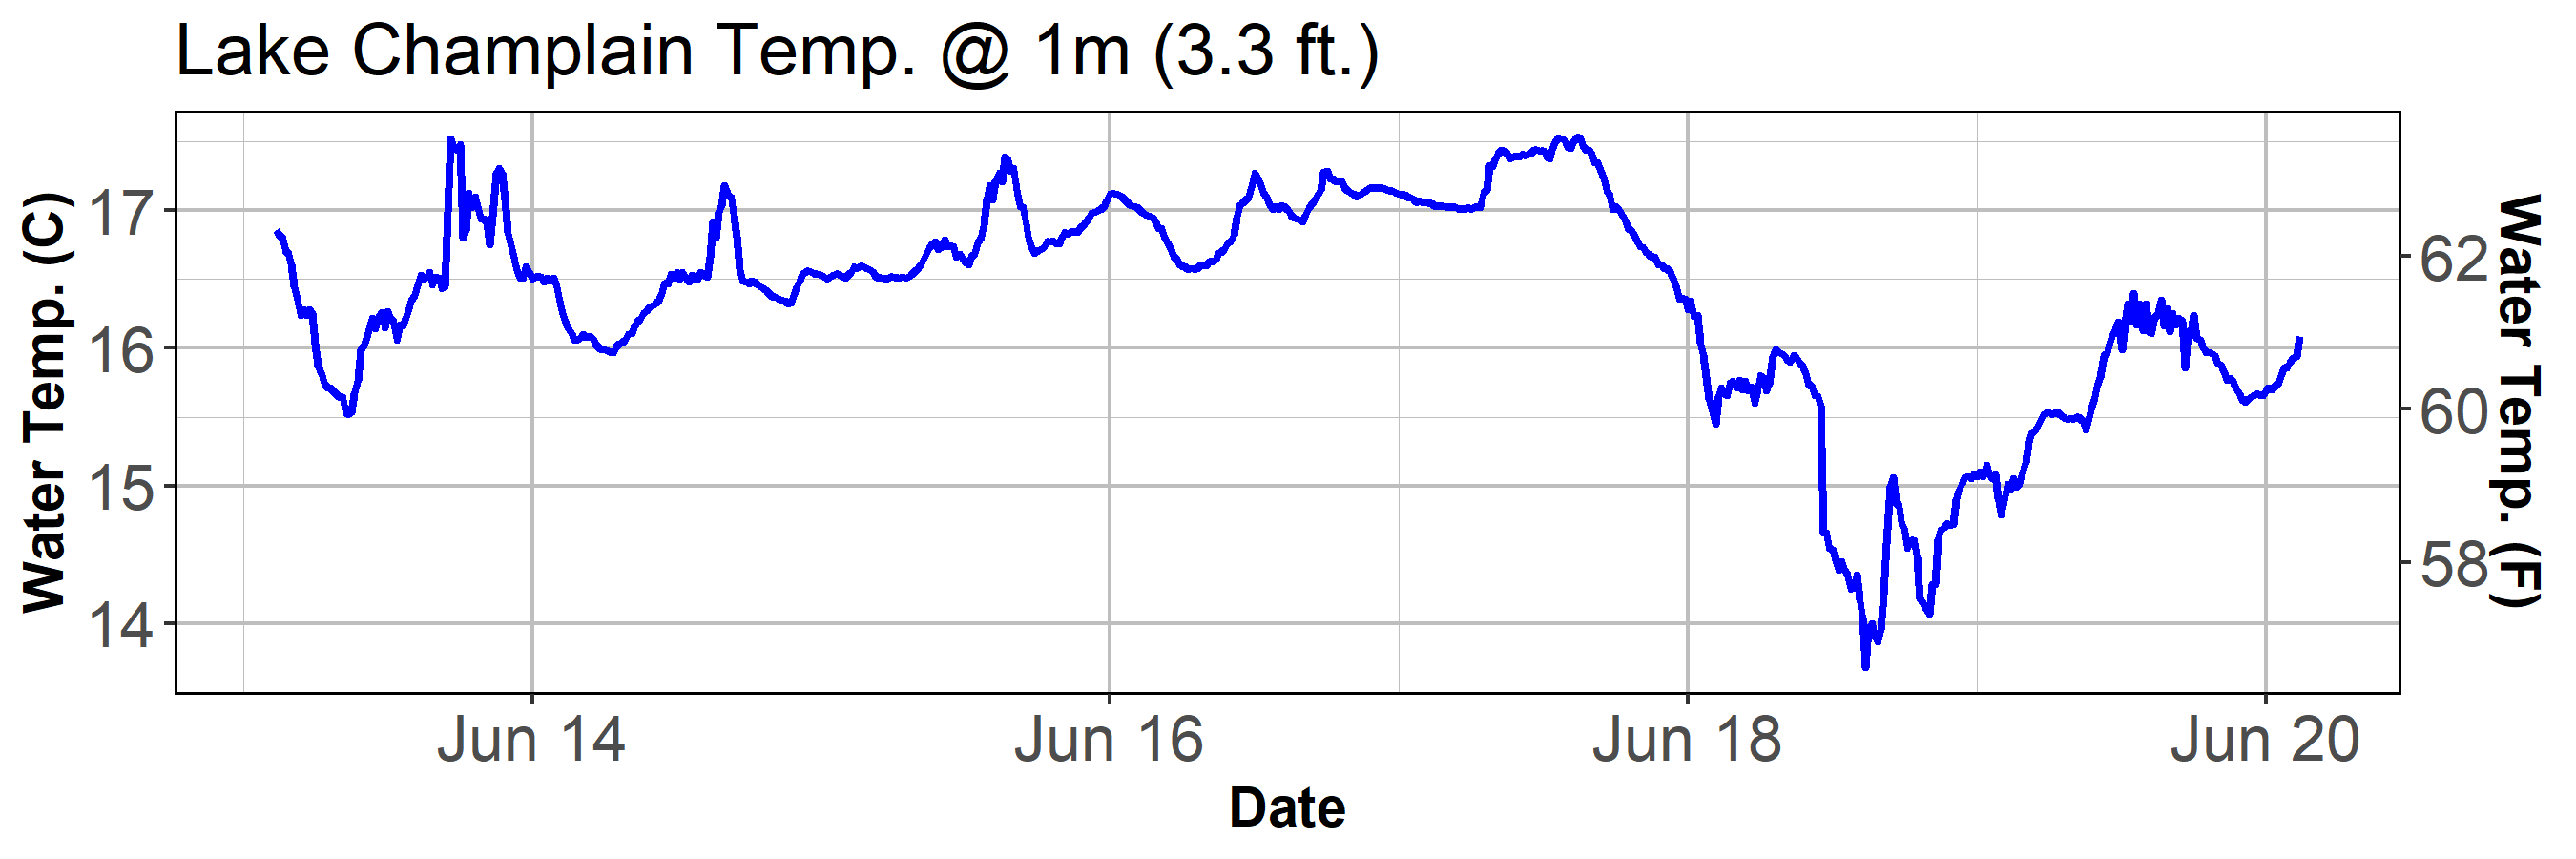 Lake Champlain Temp. @ 1m (3.3 ft.)
Water Temp. (C)
17
16
15
14
62
60
58
Water Temp. (F)
Jun 14
Jun 16
Jun 18
Jun 20
Date